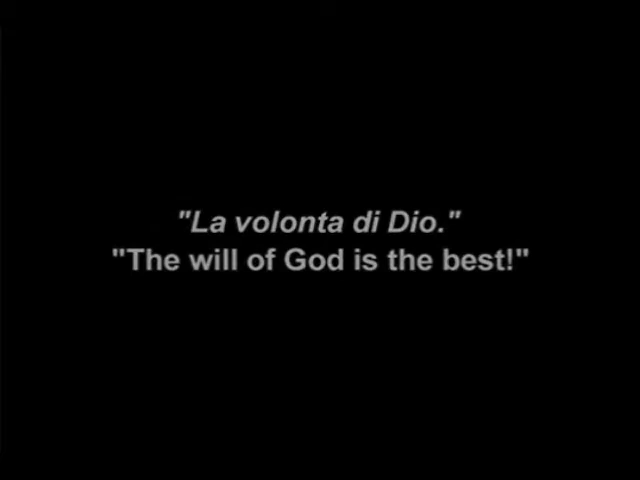 "La volonta di Dio."
"The will of God is the best!"